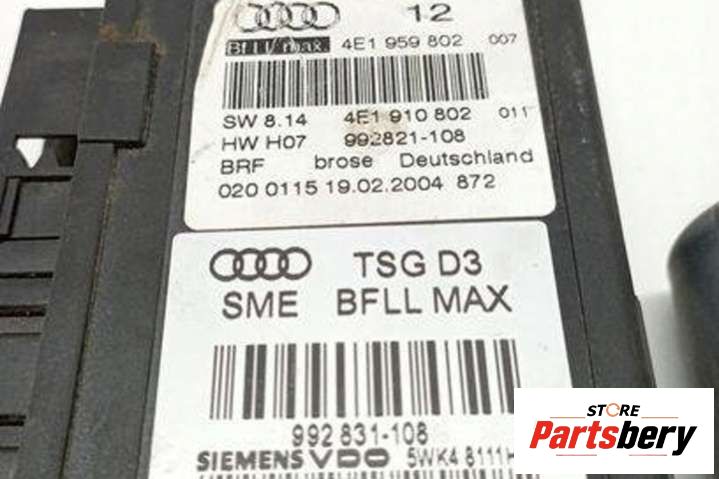 12
BFLL max. 4E1 959 802 007
SW 8.14 4E1 910 802 011
HW H07 992821-108
BRF brose Deutschland
020 0115 19.02.2004 872
TSG D3
SME BFLL MAX
992 831-108
SIEMENS VDO 5WK4 8111H
STORE
Partsbery